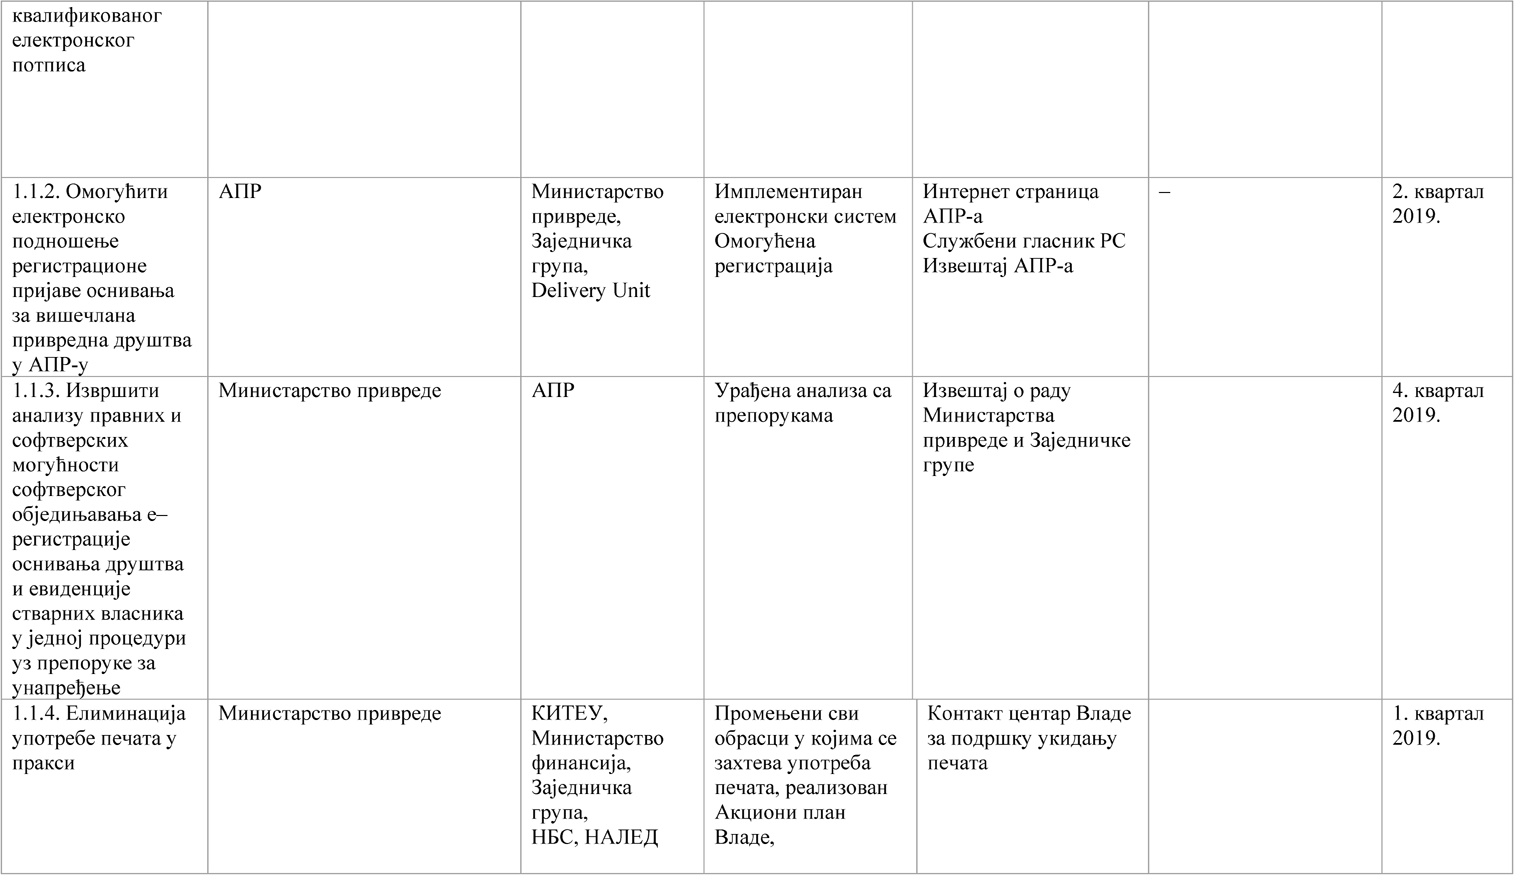 квалификованог
електронског
потписа
1.1.2. Омогућити
електронско
подношење
регистрационе
пријаве оснивања
за вишечлана
привредна друштва
у АПР-у
АПР
Министарство
привреде,
Заједничка
група,
Delivery Unit
Имплементиран
електронски систем
Омогућена
регистрација
Интернет страница
АПР-а
Службени гласник РС
Извештај АПР-а
–
2. квартал
2019.
1.1.3. Извршити
анализу правних и
софтверских
могућности
софтверског
обједињавања е–
регистрације
оснивања друштва
и евиденције
стварних власника
у једној процедури
уз препоруке за
унапређење
Министарство привреде
АПР
Урађена анализа са
препорукама
Извештај о раду
Министарства
привреде и Заједничке
групе
4. квартал
2019.
1.1.4. Елиминација
употребе печата у
пракси
Министарство привреде
КИТЕУ,
Министарство
финансија,
Заједничка
група,
НБС, НАЛЕД
Промењени сви
обрасци у којима се
захтева употреба
печата, реализован
Акциони план
Владе,
Контакт центар Владе
за подршку укидању
печата
1. квартал
2019.